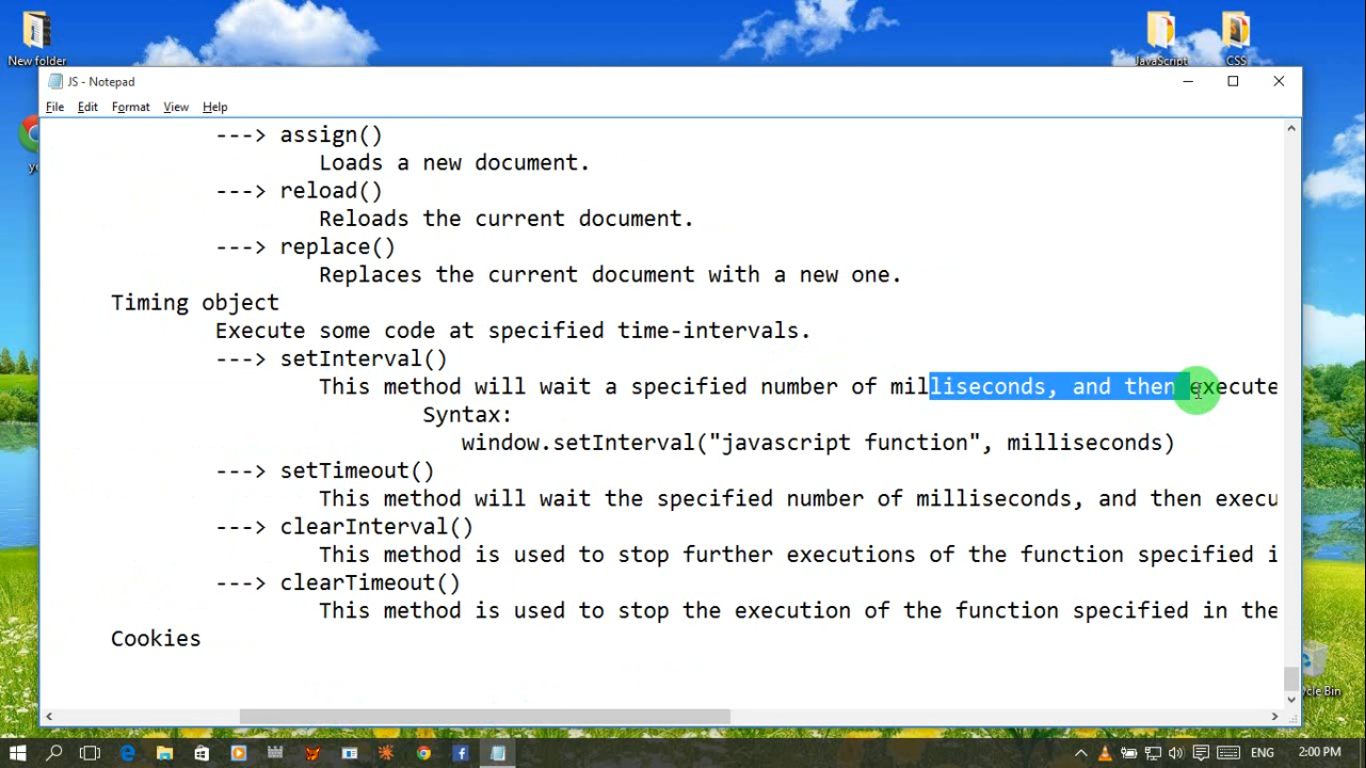 New folder
JavaScript
CSS
JS - Notepad
File Edit Format View Help
---> assign()
Loads a new document.
---> reload()
Reloads the current document.
---> replace()
Replaces the current document with a new one.
Timing object
Execute some code at specified time-intervals.
---> setInterval()
This method will wait a specified number of milliseconds, and then execute
Syntax:
window.setInterval("javascript function", milliseconds)
---> setTimeout()
This method will wait the specified number of milliseconds, and then execu
---> clearInterval()
This method is used to stop further executions of the function specified i
---> clearTimeout()
This method is used to stop the execution of the function specified in the
Cookies
ycle Bin
ENG 2:00 PM